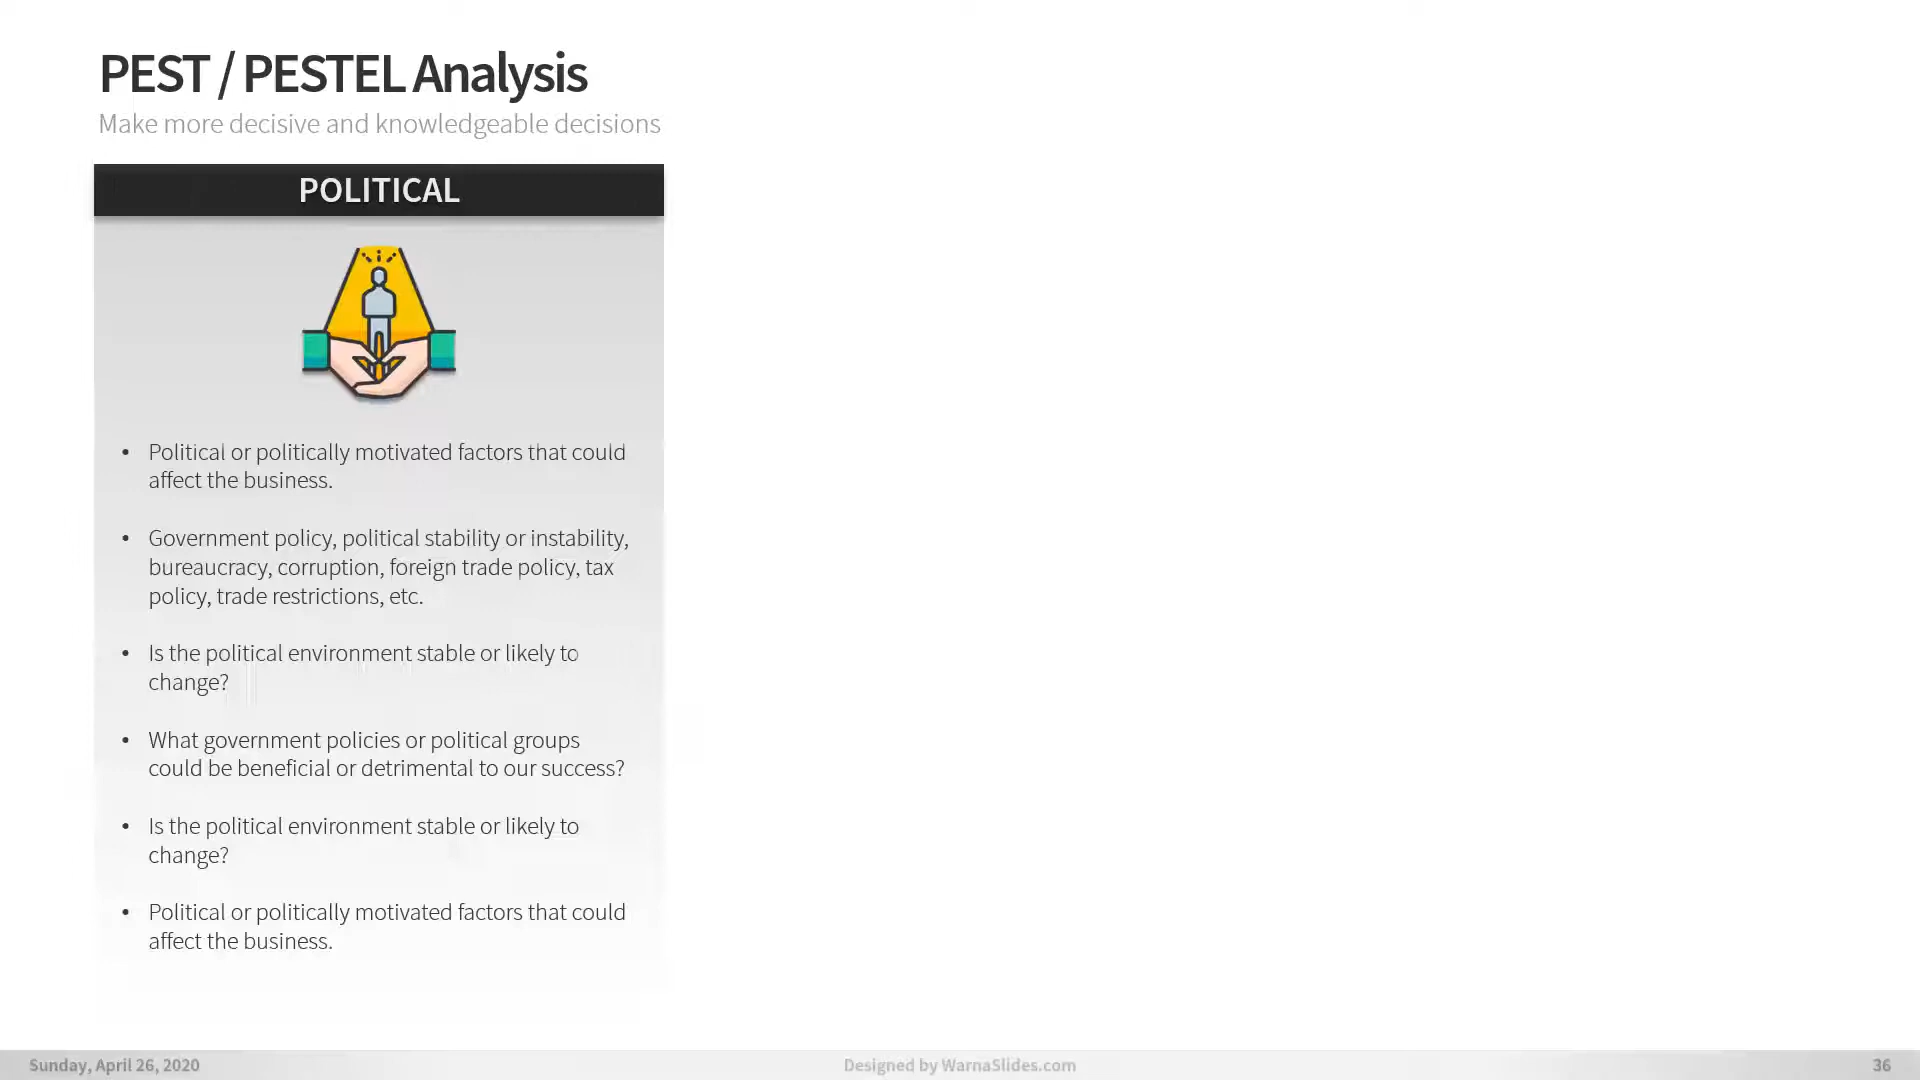 PEST / PESTEL Analysis
Make more decisive and knowledgeable decisions
POLITICAL
• Political or politically motivated factors that could
affect the business.
• Government policy, political stability or instability,
bureaucracy, corruption, foreign trade policy, tax
policy, trade restrictions, etc.
• Is the political environment stable or likely to
change?
• What government policies or political groups
could be beneficial or detrimental to our success?
• Is the political environment stable or likely to
change?
• Political or politically motivated factors that could
affect the business.
Sunday, April 26, 2020
Designed by WarnaSlides.com
36